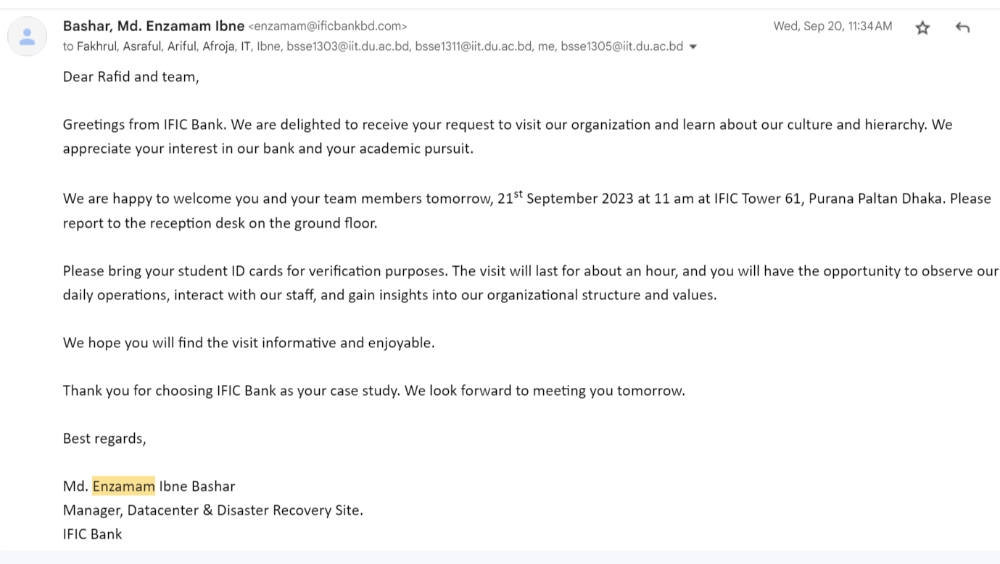 Bashar, Md. Enzamam Ibne <enzamam@ificbankbd.com> Wed, Sep 20, 11:34 AM
to Fakhrul, Asraful, Ariful, Afroja, IT, Ibne, bsse1303@iit.du.ac.bd, bsse1311@iit.du.ac.bd, me, bsse1305@iit.du.ac.bd
Dear Rafid and team,
Greetings from IFIC Bank. We are delighted to receive your request to visit our organization and learn about our culture and hierarchy. We
appreciate your interest in our bank and your academic pursuit.
We are happy to welcome you and your team members tomorrow, 21st September 2023 at 11 am at IFIC Tower 61, Purana Paltan Dhaka. Please
report to the reception desk on the ground floor.
Please bring your student ID cards for verification purposes. The visit will last for about an hour, and you will have the opportunity to observe our
daily operations, interact with our staff, and gain insights into our organizational structure and values.
We hope you will find the visit informative and enjoyable.
Thank you for choosing IFIC Bank as your case study. We look forward to meeting you tomorrow.
Best regards,
Md. Enzamam Ibne Bashar
Manager, Datacenter & Disaster Recovery Site.
IFIC Bank